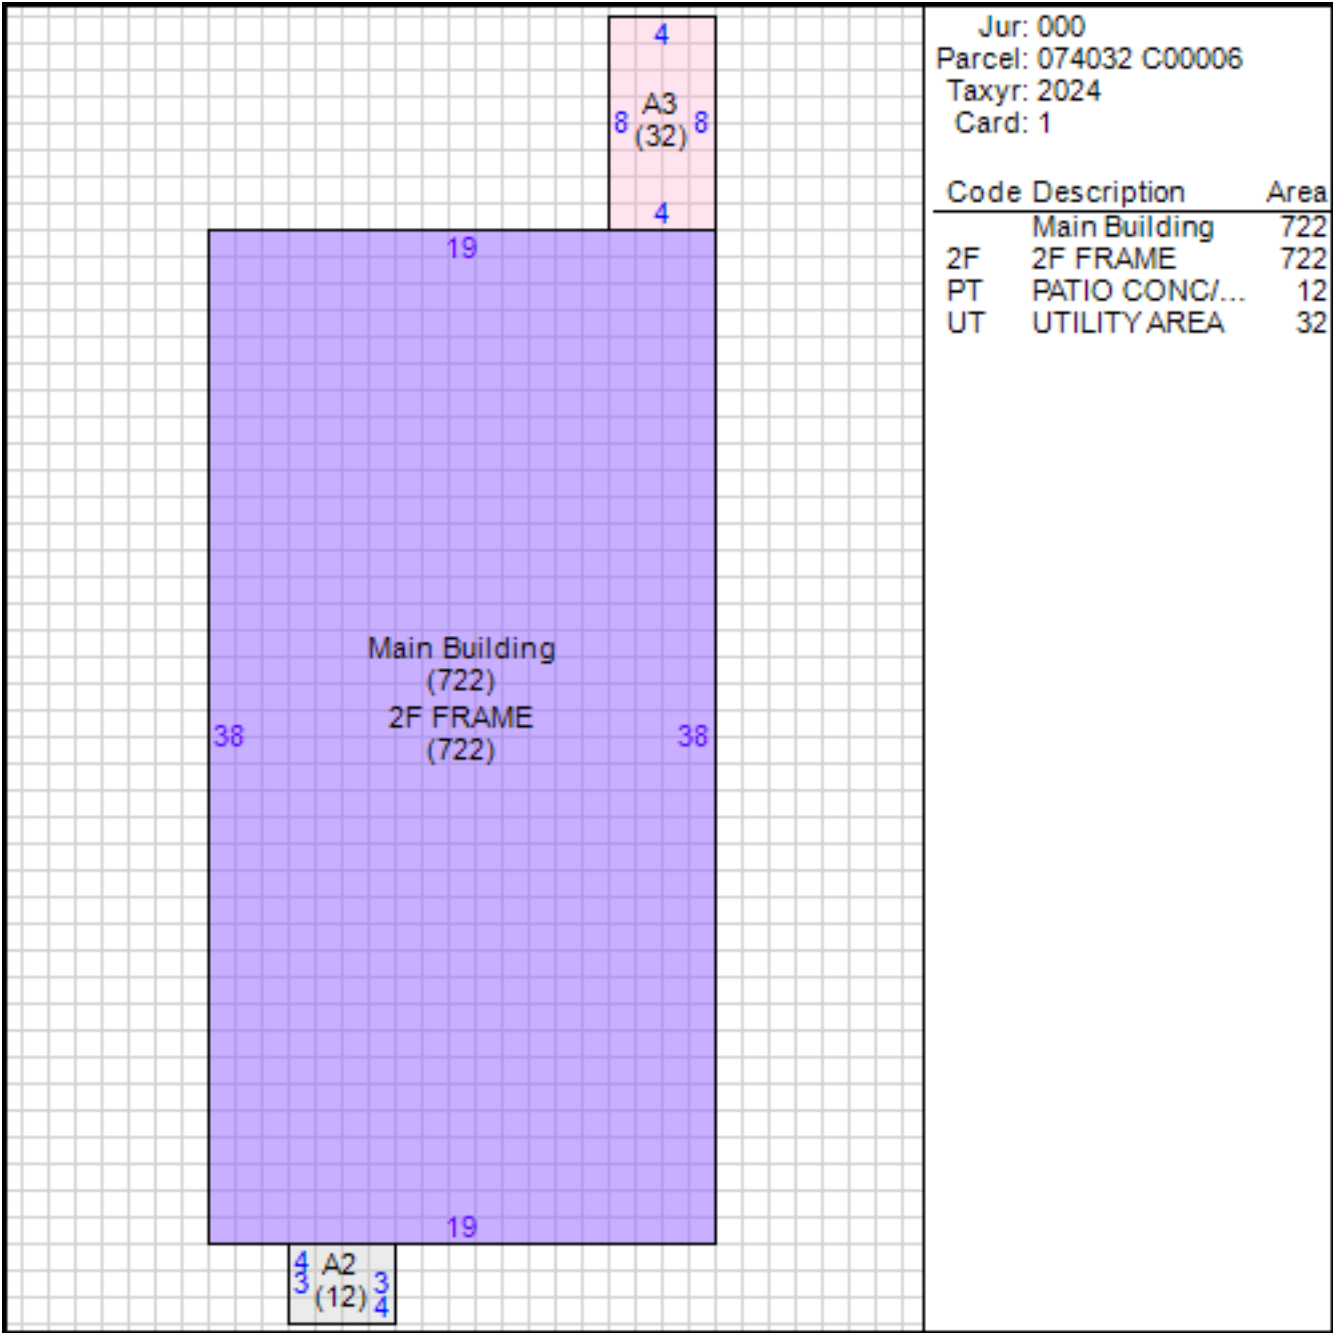 4
A3
8 8
(32)
4
19
Main Building
(722)
2F FRAME
(722)
38 38
19
4 A2
3 3
(12) 4
Jur: 000
Parcel: 074032 C00006
Taxyr: 2024
Card: 1
Code Description Area
Main Building 722
2F 2F FRAME 722
PT PATIO CONC/... 12
UT UTILITY AREA 32